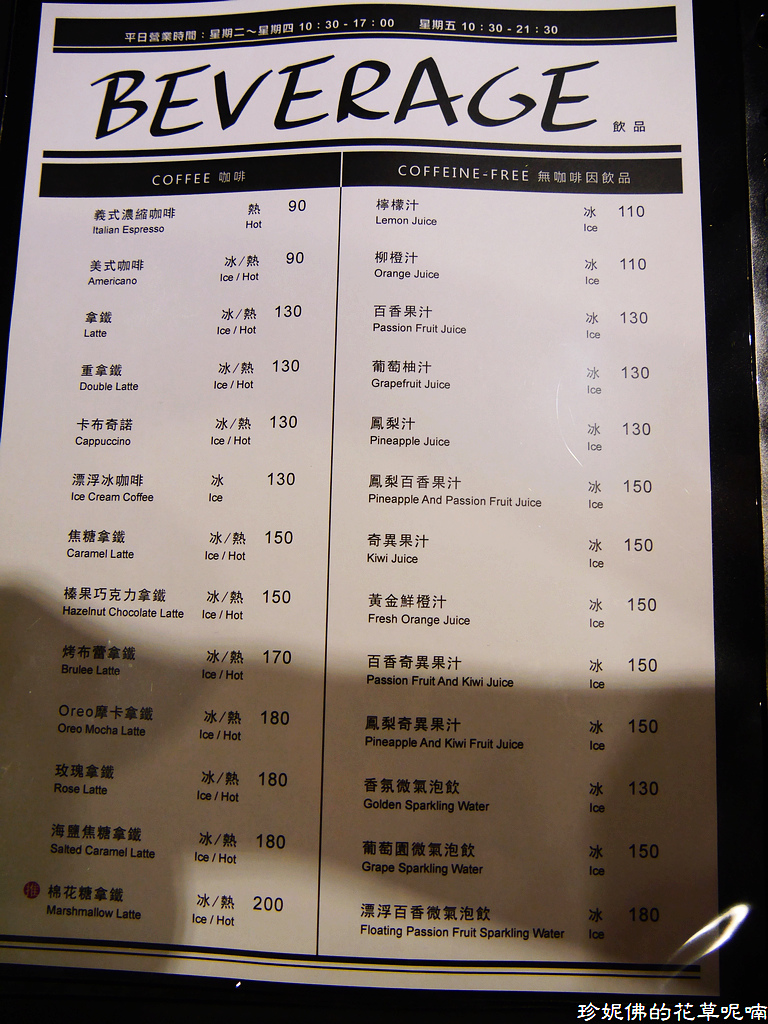 平日營業時間：星期二～星期四 10：30 - 17：00　星期五 10：30 - 21：30
BEVERAGE 飲品
COFFEE 咖啡
義式濃縮咖啡 熱 90
Italian Espresso Hot
美式咖啡 冰/熱 90
Americano Ice / Hot
拿鐵 冰/熱 130
Latte Ice / Hot
重拿鐵 冰/熱 130
Double Latte Ice / Hot
卡布奇諾 冰/熱 130
Cappuccino Ice / Hot
漂浮冰咖啡 冰 130
Ice Cream Coffee Ice
焦糖拿鐵 冰/熱 150
Caramel Latte Ice / Hot
榛果巧克力拿鐵 冰/熱 150
Hazelnut Chocolate Latte Ice / Hot
烤布蕾拿鐵 冰/熱 170
Brulee Latte Ice / Hot
Oreo摩卡拿鐵 冰/熱 180
Oreo Mocha Latte Ice / Hot
玫瑰拿鐵 冰/熱 180
Rose Latte Ice / Hot
海鹽焦糖拿鐵 冰/熱 180
Salted Caramel Latte Ice / Hot
推 棉花糖拿鐵 冰/熱 200
Marshmallow Latte Ice / Hot
COFFEINE-FREE 無咖啡因飲品
檸檬汁 冰 110
Lemon Juice Ice
柳橙汁 冰 110
Orange Juice Ice
百香果汁 冰 130
Passion Fruit Juice Ice
葡萄柚汁 冰 130
Grapefruit Juice Ice
鳳梨汁 冰 130
Pineapple Juice Ice
鳳梨百香果汁 冰 150
Pineapple And Passion Fruit Juice Ice
奇異果汁 冰 150
Kiwi Juice Ice
黃金鮮橙汁 冰 150
Fresh Orange Juice Ice
百香奇異果汁 冰 150
Passion Fruit And Kiwi Juice Ice
鳳梨奇異果汁 冰 150
Pineapple And Kiwi Fruit Juice Ice
香氛微氣泡飲 冰 130
Golden Sparkling Water Ice
葡萄園微氣泡飲 冰 150
Grape Sparkling Water Ice
漂浮百香微氣泡飲 冰 180
Floating Passion Fruit Sparkling Water Ice
珍妮佛的花草呢喃